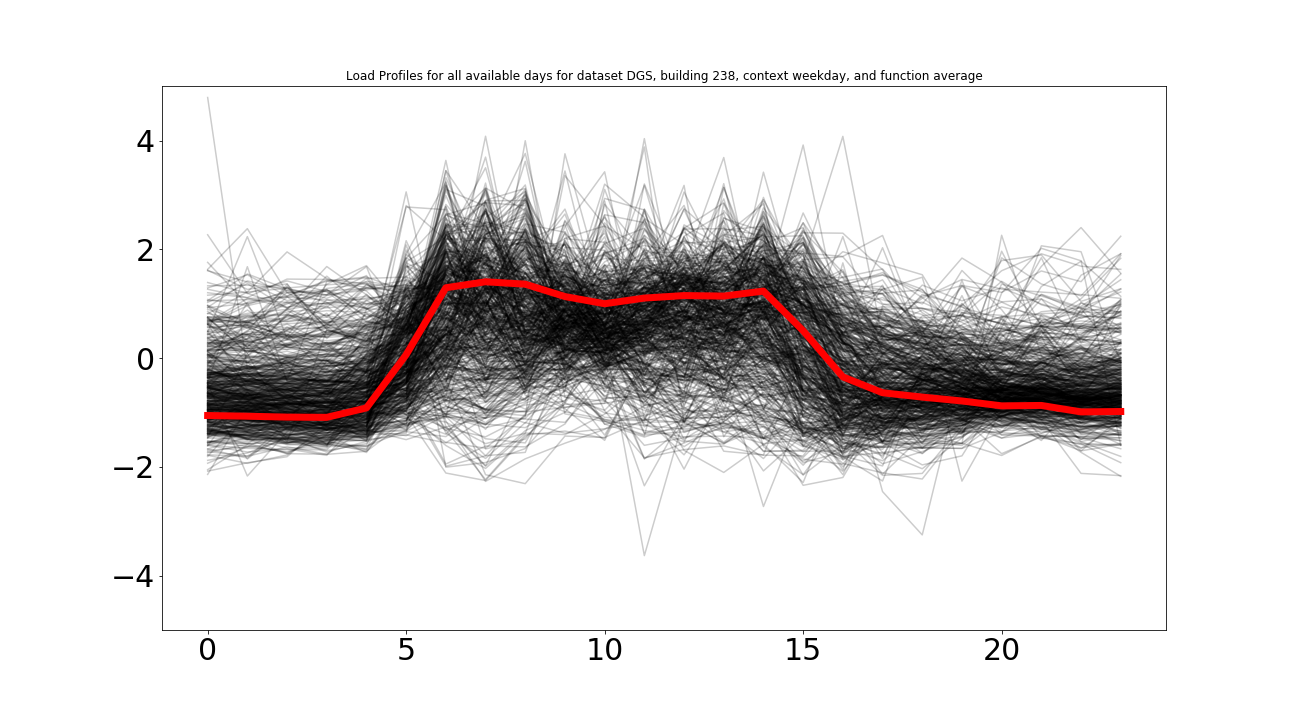 Load Profiles for all available days for dataset DGS, building 238, context weekday, and function average
4
2
0
−2
−4
0 5 10 15 20